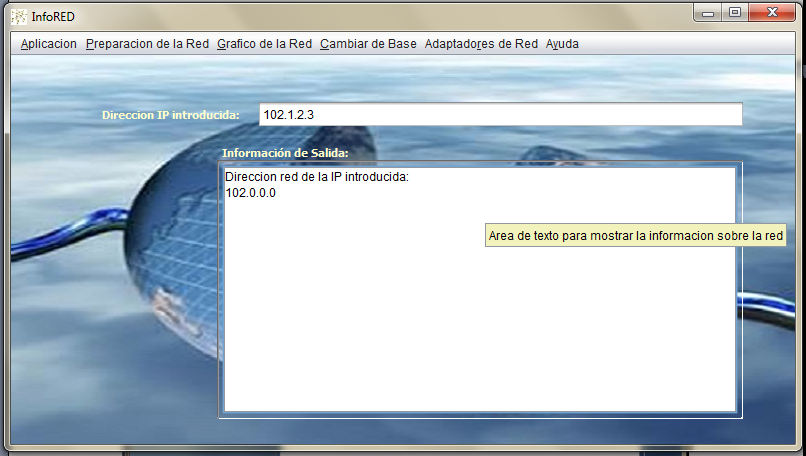 InfoRED
Aplicacion Preparacion de la Red Grafico de la Red Cambiar de Base Adaptadores de Red Ayuda
Direccion IP introducida: 102.1.2.3
Información de Salida:
Direccion red de la IP introducida:
102.0.0.0
Area de texto para mostrar la informacion sobre la red